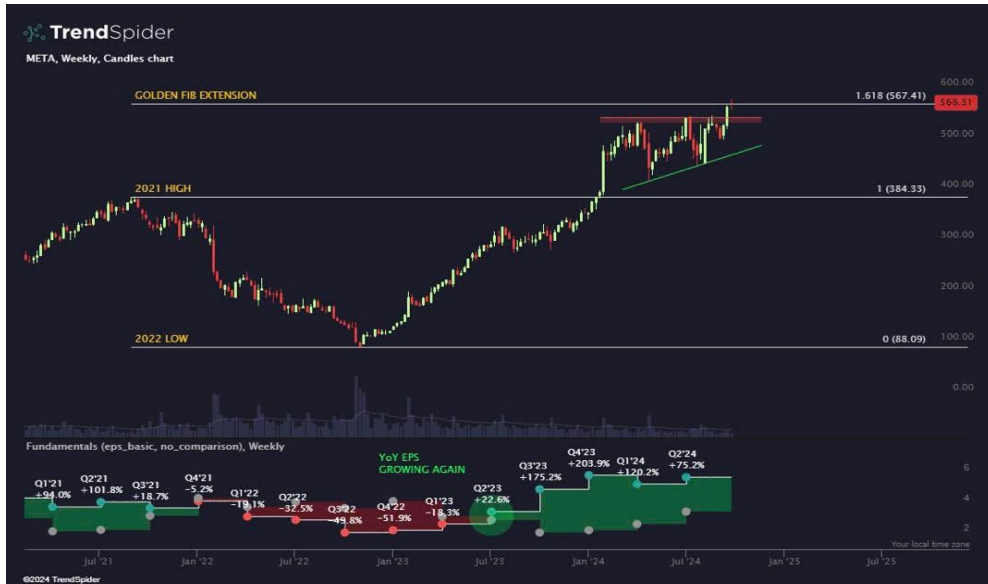 TrendSpider
META, Weekly, Candles chart
GOLDEN FIB EXTENSION
1.618 (567.41)
600.00
568.31
500.00
400.00
2021 HIGH
1 (384.33)
300.00
200.00
100.00
2022 LOW
0 (88.09)
0.00
Fundamentals (eps_basic, no_comparison), Weekly
YoY EPS
GROWING AGAIN
Q1'21
+94.0%
Q2'21
+101.8%
Q3'21
+18.7%
Q4'21
-5.2%
Q1'22
-19.1%
Q2'22
-32.5%
Q3'22
-49.8%
Q4'22
-51.9%
Q1'23
-18.3%
Q2'23
+22.6%
Q3'23
+175.2%
Q4'23
+203.9%
Q1'24
+120.2%
Q2'24
+75.2%
6
4
2
Your local time zone
Jul '21
Jan '22
Jul '22
Jan '23
Jul '23
Jan '24
Jul '24
Jan '25
Jul '25
©2024 TrendSpider